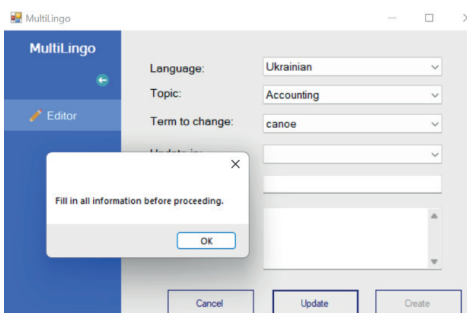 MultiLingo
MultiLingo
Editor
Language: Ukrainian
Topic: Accounting
Term to change: canoe
Fill in all information before proceeding.
OK
Cancel Update Create